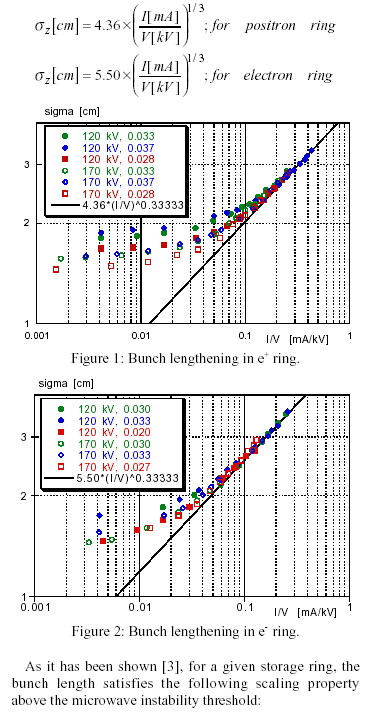 σz[cm] = 4.36×(I[mA]/V[kV])^1/3 ; for positron ring
σz[cm] = 5.50×(I[mA]/V[kV])^1/3 ; for electron ring
sigma [cm]
120 kV, 0.033
120 kV, 0.037
120 kV, 0.028
170 kV, 0.033
170 kV, 0.037
170 kV, 0.028
4.36*(I/V)^0.33333
3
2
1
0.001 0.01 0.1 1
I/V [mA/kV]
Figure 1: Bunch lengthening in e+ ring.
sigma [cm]
120 kV, 0.030
120 kV, 0.033
120 kV, 0.020
170 kV, 0.030
170 kV, 0.033
170 kV, 0.027
5.50*(I/V)^0.33333
3
2
1
0.001 0.01 0.1 1
I/V [mA/kV]
Figure 2: Bunch lengthening in e- ring.
As it has been shown [3], for a given storage ring, the
bunch length satisfies the following scaling property
above the microwave instability threshold: